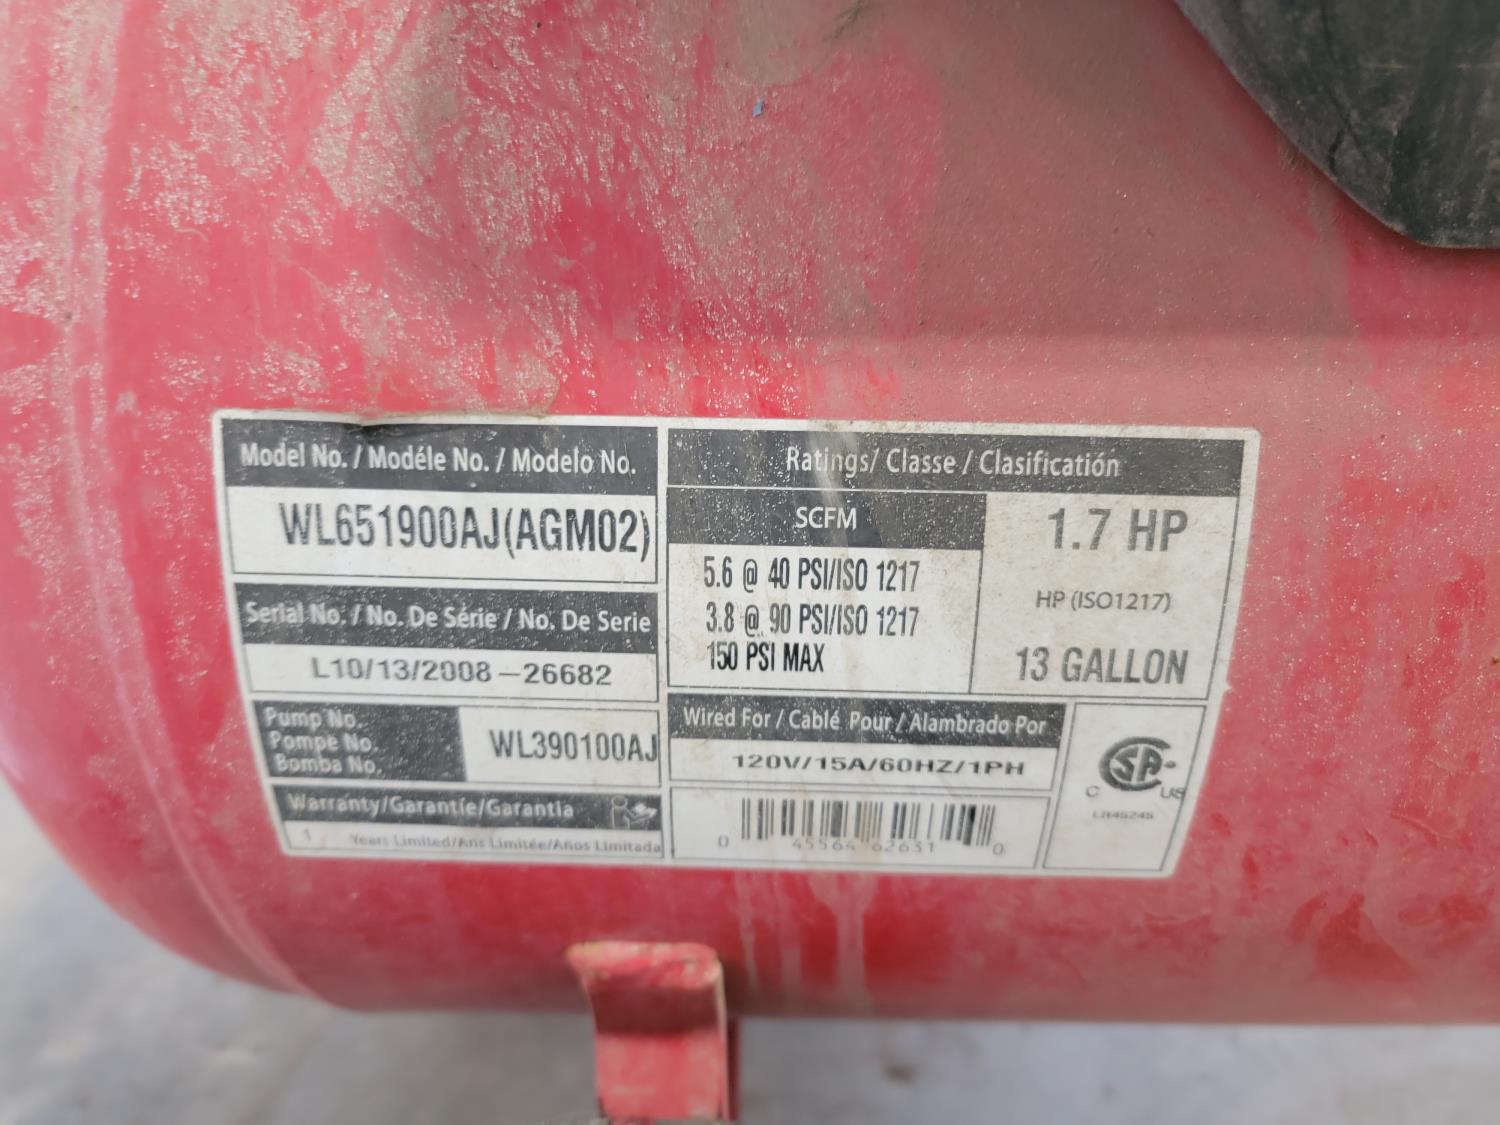 Model No. / Modéle No. / Modelo No.
WL651900AJ(AGM02)
Serial No. / No. De Série / No. De Serie
L10/13/2008-26682
Pump No.
Pompe No.
Bomba No.
WL390100AJ
Warranty/Garantie/Garantia
1 Years Limited/Ans Limitée/Años Limitada
Ratings/ Classe / Clasificatión
SCFM
5.6 @ 40 PSI/ISO 1217
3.8 @ 90 PSI/ISO 1217
150 PSI MAX
1.7 HP
HP (ISO1217)
13 GALLON
Wired For / Cablé Pour / Alambrado Por
120V/15A/60HZ/1PH
0 45564 62631 0
CSA
C US
LR45245